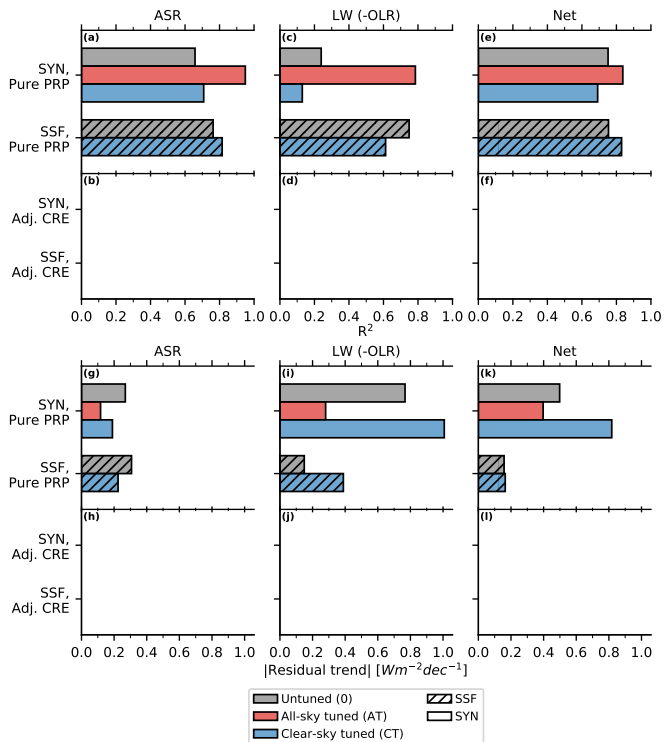 ASR LW (-OLR) Net
(a) (c) (e)
SYN,
Pure PRP
SSF,
Pure PRP
(b) (d) (f)
SYN,
Adj. CRE
SSF,
Adj. CRE
0.0 0.2 0.4 0.6 0.8 1.0 0.0 0.2 0.4 0.6 0.8 1.0 0.0 0.2 0.4 0.6 0.8 1.0
R²
ASR LW (-OLR) Net
(g) (i) (k)
SYN,
Pure PRP
SSF,
Pure PRP
(h) (j) (l)
SYN,
Adj. CRE
SSF,
Adj. CRE
0.0 0.2 0.4 0.6 0.8 1.0 0.0 0.2 0.4 0.6 0.8 1.0 0.0 0.2 0.4 0.6 0.8 1.0
|Residual trend| [Wm⁻²dec⁻¹]
Untuned (0) SSF
All-sky tuned (AT) SYN
Clear-sky tuned (CT)